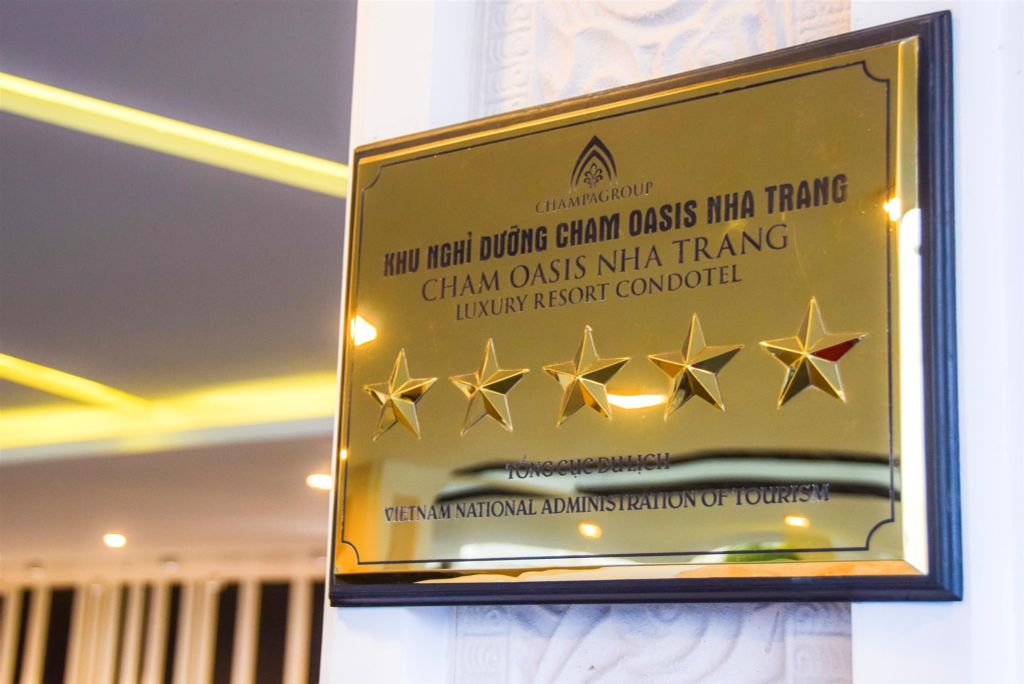 CHAMPAGROUP
KHU NGHỈ DƯỠNG CHAM OASIS NHA TRANG
CHAM OASIS NHA TRANG
LUXURY RESORT CONDOTEL
TỔNG CỤC DU LỊCH
VIETNAM NATIONAL ADMINISTRATION OF TOURISM